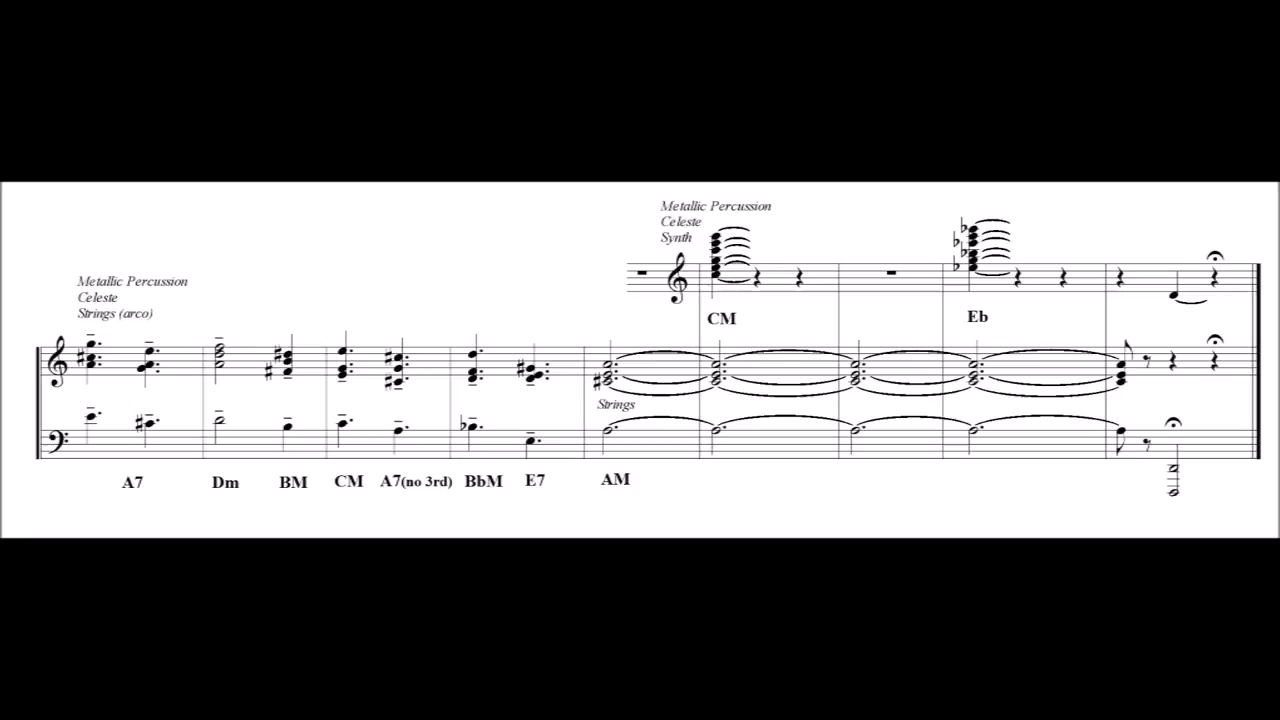 Metallic Percussion
Celeste
Synth
Metallic Percussion
Celeste
Strings (arco)
CM
Eb
Strings
A7 Dm BM CM A7(no 3rd) BbM E7 AM